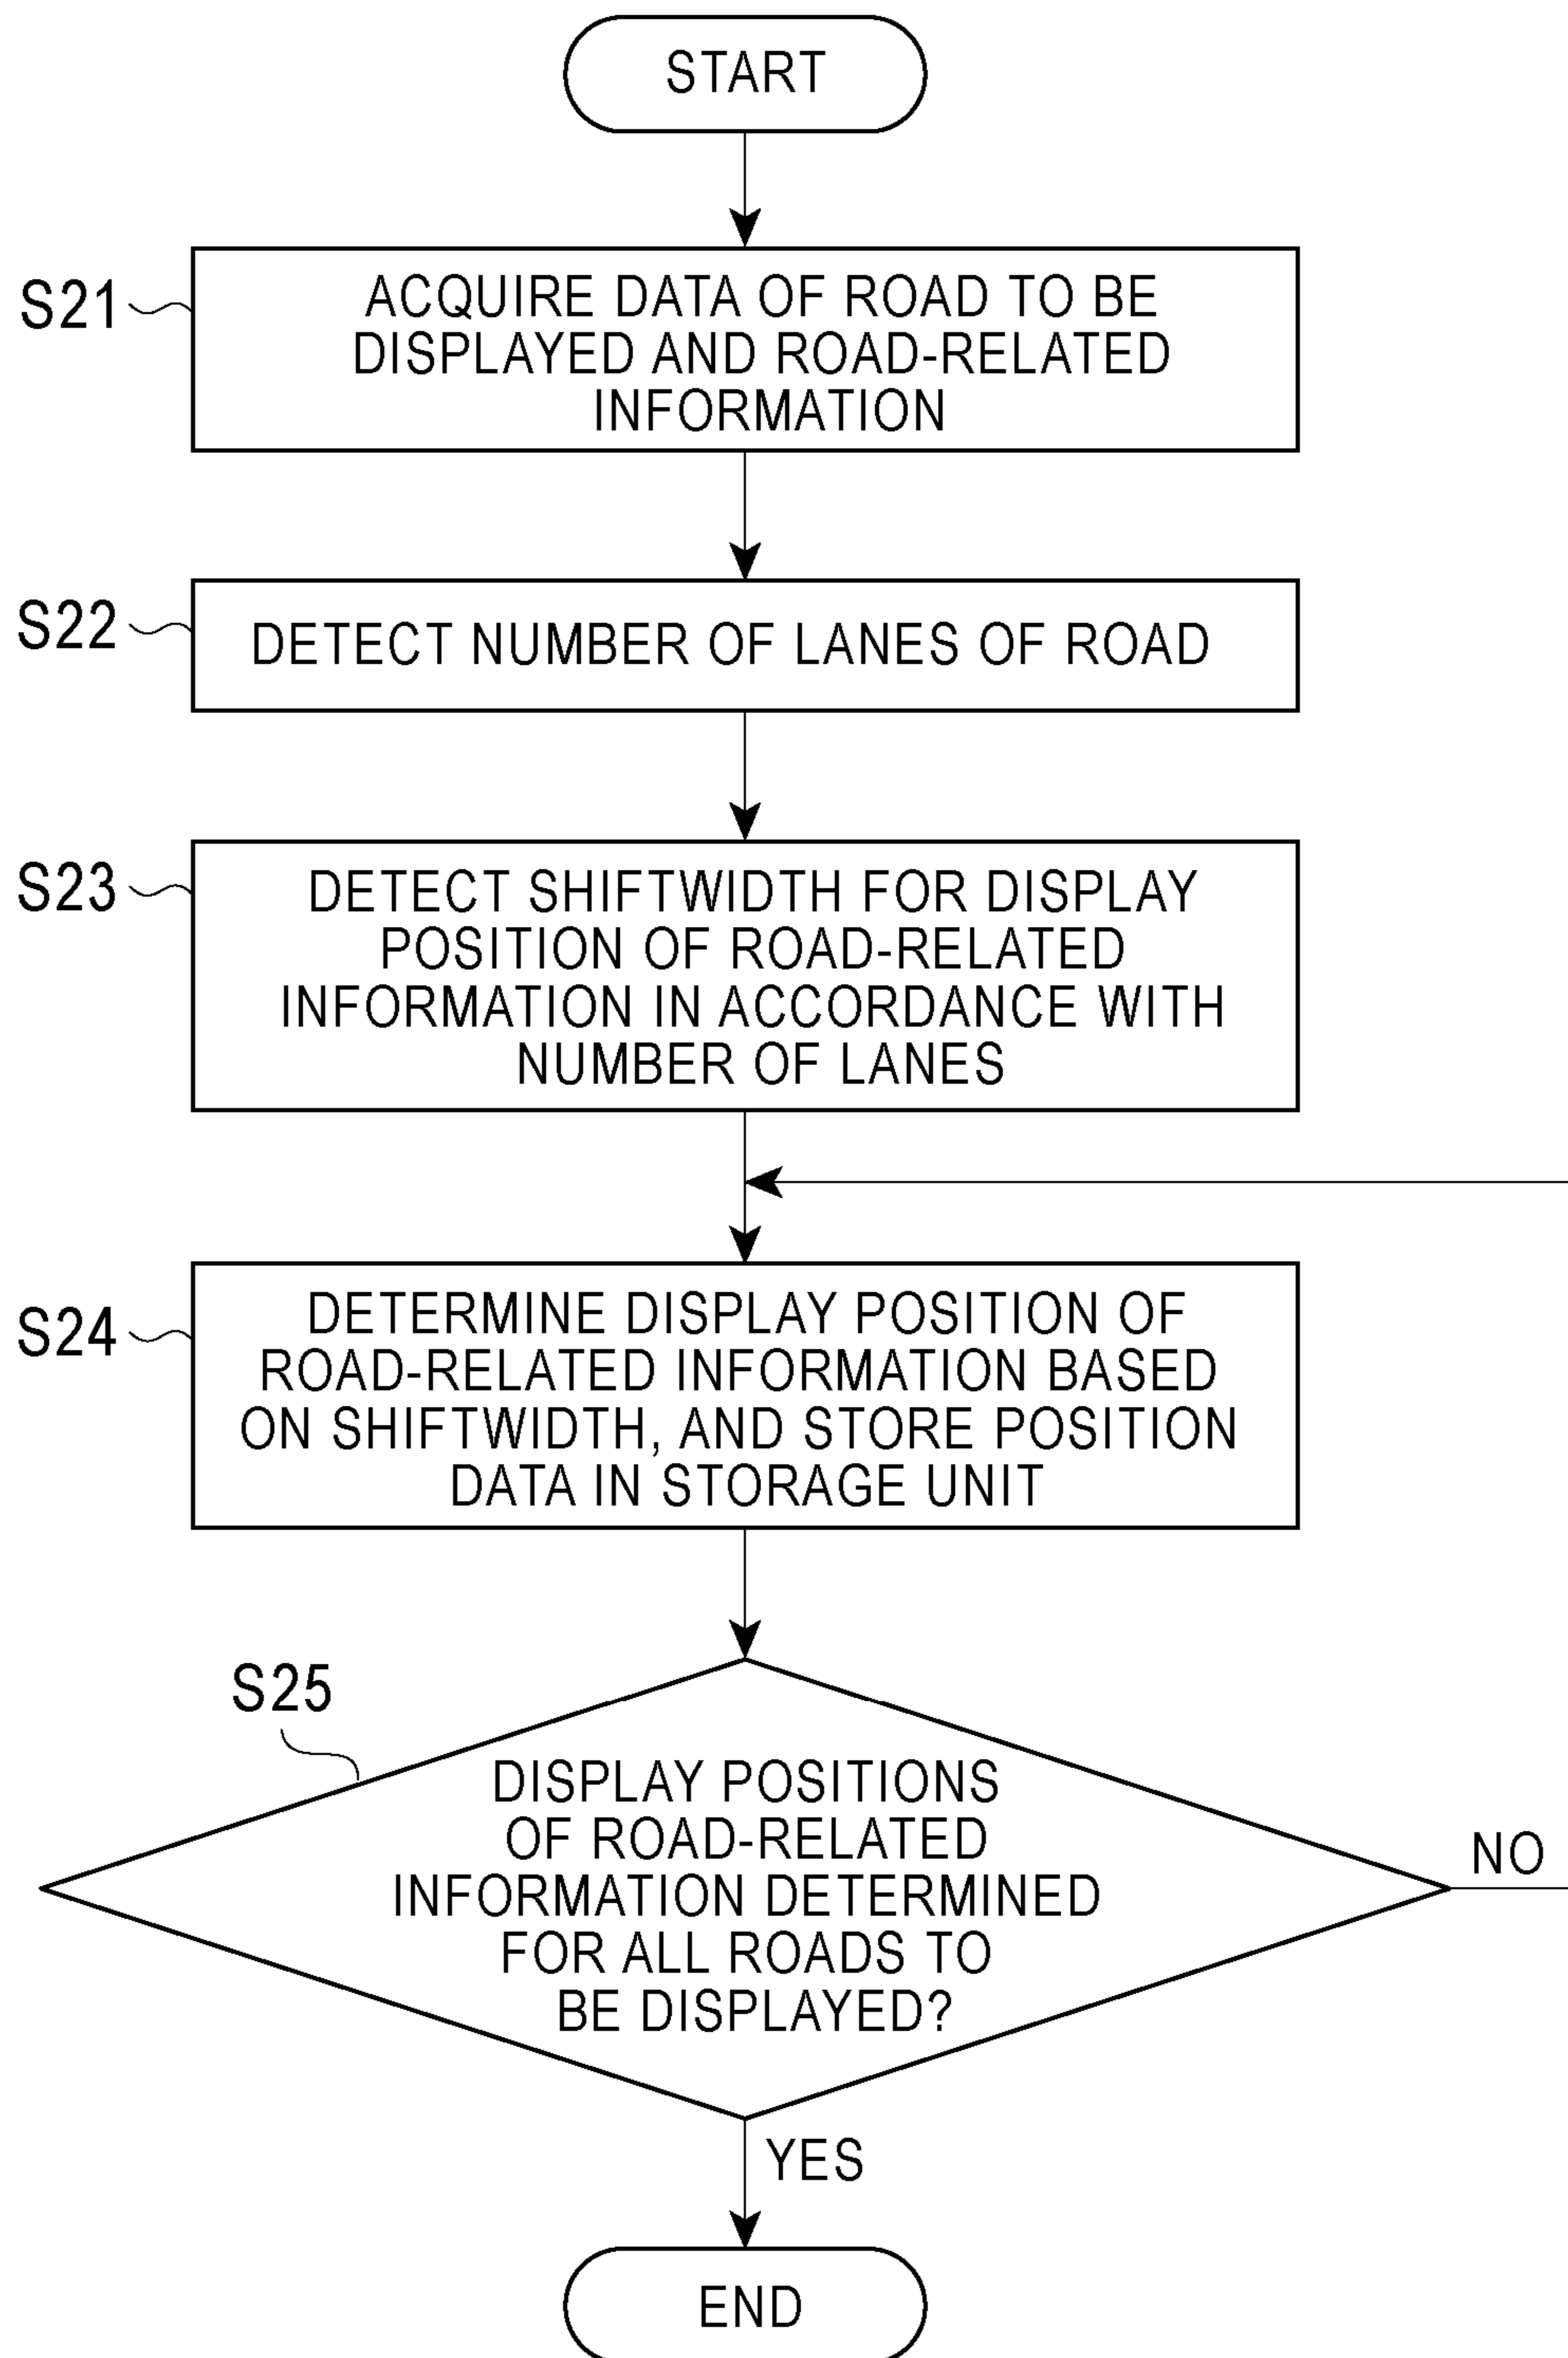 START
S21
ACQUIRE DATA OF ROAD TO BE
DISPLAYED AND ROAD-RELATED
INFORMATION
S22
DETECT NUMBER OF LANES OF ROAD
S23
DETECT SHIFTWIDTH FOR DISPLAY
POSITION OF ROAD-RELATED
INFORMATION IN ACCORDANCE WITH
NUMBER OF LANES
S24
DETERMINE DISPLAY POSITION OF
ROAD-RELATED INFORMATION BASED
ON SHIFTWIDTH, AND STORE POSITION
DATA IN STORAGE UNIT
S25
DISPLAY POSITIONS
OF ROAD-RELATED
INFORMATION DETERMINED
FOR ALL ROADS TO
BE DISPLAYED?
NO
YES
END